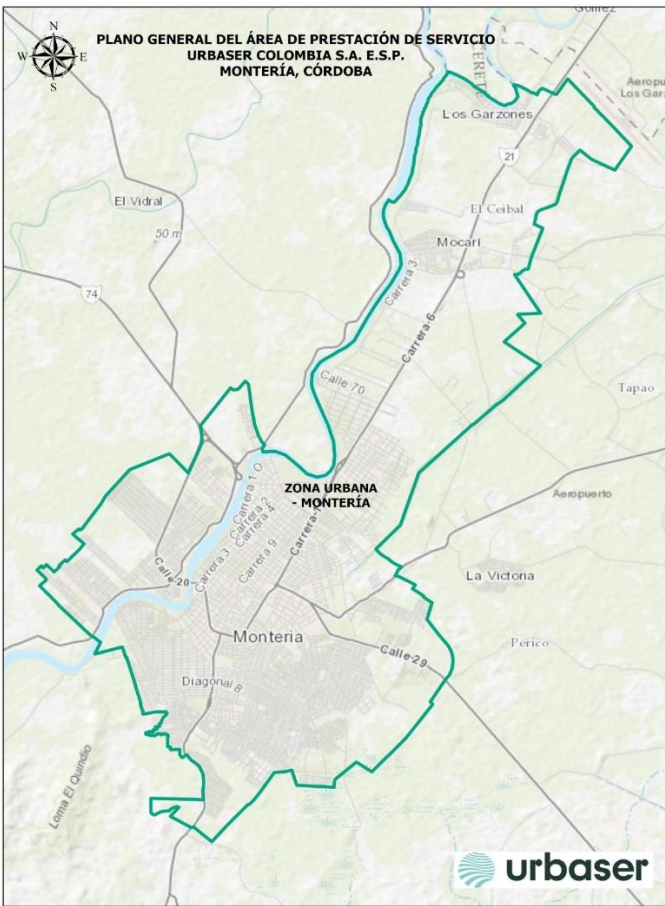 N
W
E
S
PLANO GENERAL DEL ÁREA DE PRESTACIÓN DE SERVICIO
URBASER COLOMBIA S.A. E.S.P.
MONTERÍA, CÓRDOBA
CERETÉ
Los Garzones
21
El Vidral
El Ceibal
50 m
Mocarí
74
Carrera 3
Carrera-6
Calle 70
Tapao
ZONA URBANA
- MONTERÍA
Carrera 1 O
Carrera 2
Carrera 4
Carrera-1
Aeropuerto
Carrera 3
Carrera 9
Calle-20
La Victoria
Monteria
Perico
Calle-29
Diagonal 8
Loma El Quindio
urbaser